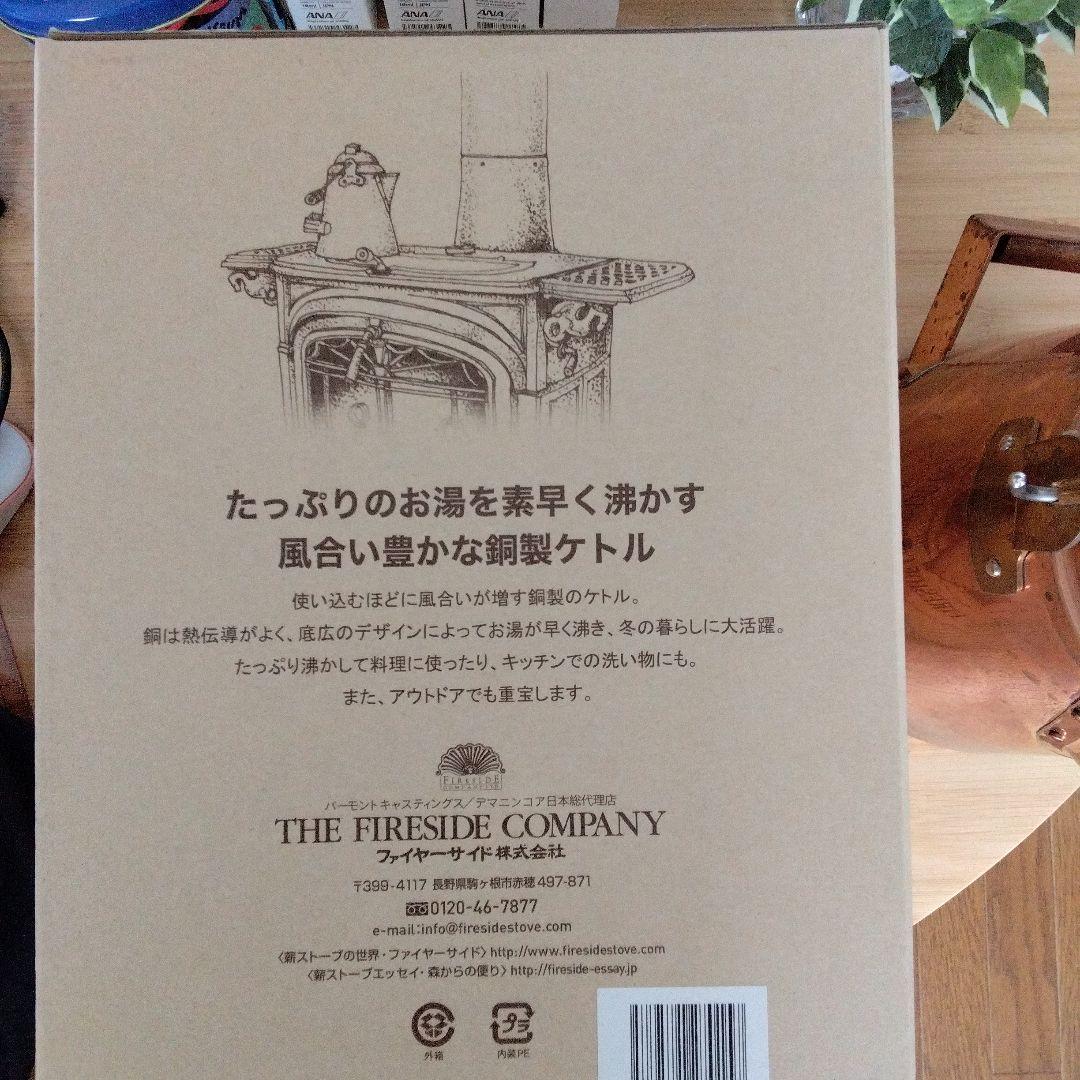 ANA
ANA
ANA
たっぷりのお湯を素早く沸かす
風合い豊かな銅製ケトル
使い込むほどに風合いが増す銅製のケトル。
銅は熱伝導がよく、底広のデザインによってお湯が早く沸き、冬の暮らしに大活躍。
たっぷり沸かして料理に使ったり、キッチンでの洗い物にも。
また、アウトドアでも重宝します。
FIRESIDE
バーモントキャスティングス/デマニンコア日本総代理店
THE FIRESIDE COMPANY
ファイヤーサイド株式会社
〒399-4117 長野県駒ヶ根市赤穂497-871
0120-46-7877
e-mail:info@firesidestove.com
〈薪ストーブの世界・ファイヤーサイド〉http://www.firesidestove.com
〈薪ストーブエッセイ・森からの便り〉http://fireside-essay.jp
外箱
プラ
内装PE